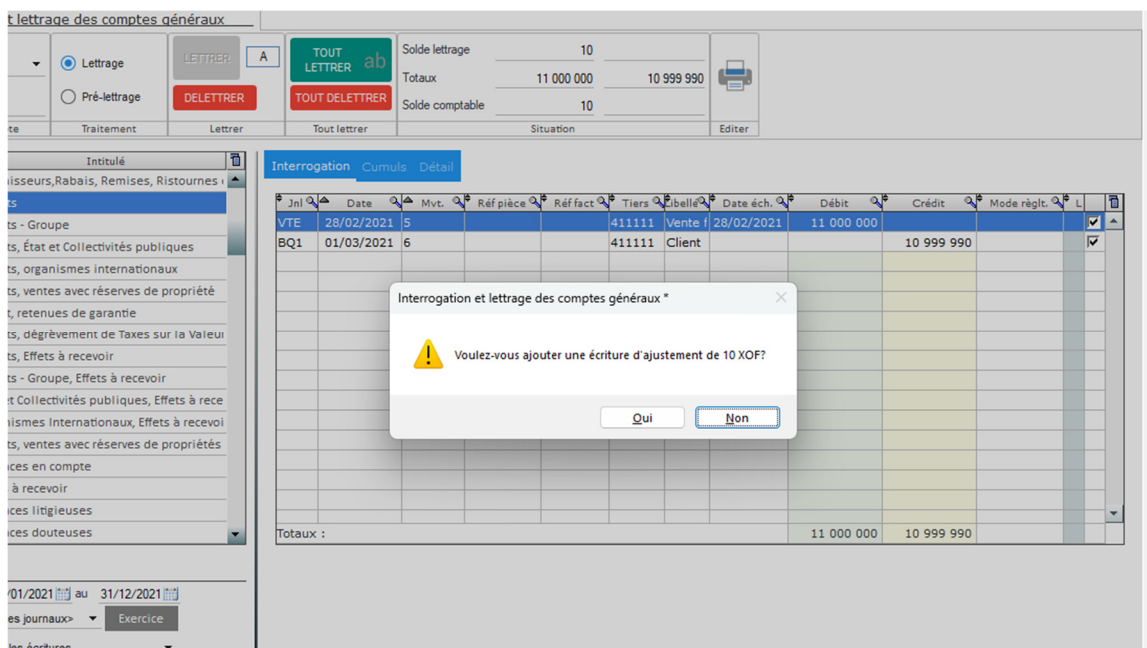 t lettrage des comptes généraux
Lettrage
Pré-lettrage
te Traitement
LETTRER A
DELETTRER
Lettrer
TOUT LETTRER ab
TOUT DELETTRER
Tout lettrer
Solde lettrage 10
Totaux 11 000 000 10 999 990
Solde comptable 10
Situation
Editer
Intitulé
isseurs,Rabais, Remises, Ristournes
ts
ts - Groupe
ts, État et Collectivités publiques
ts, organismes internationaux
ts, ventes avec réserves de propriété
t, retenues de garantie
ts, dégrèvement de Taxes sur la Valeur
ts, Effets à recevoir
ts - Groupe, Effets à recevoir
et Collectivités publiques, Effets à rece
nismes Internationaux, Effets à recevoi
ts, ventes avec réserves de propriétés
nces en compte
à recevoir
nces litigieuses
nces douteuses
/01/2021 au 31/12/2021
es journaux> Exercice
les écritures
Interrogation Cumuls Détail
Jnl Date Mvt. Réf pièce Réf fact Tiers Libellé Date éch. Débit Crédit Mode règlt. L
VTE 28/02/2021 5 411111 Vente f 28/02/2021 11 000 000
BQ1 01/03/2021 6 411111 Client 10 999 990
Totaux : 11 000 000 10 999 990
Interrogation et lettrage des comptes généraux *
Voulez-vous ajouter une écriture d'ajustement de 10 XOF?
Oui Non